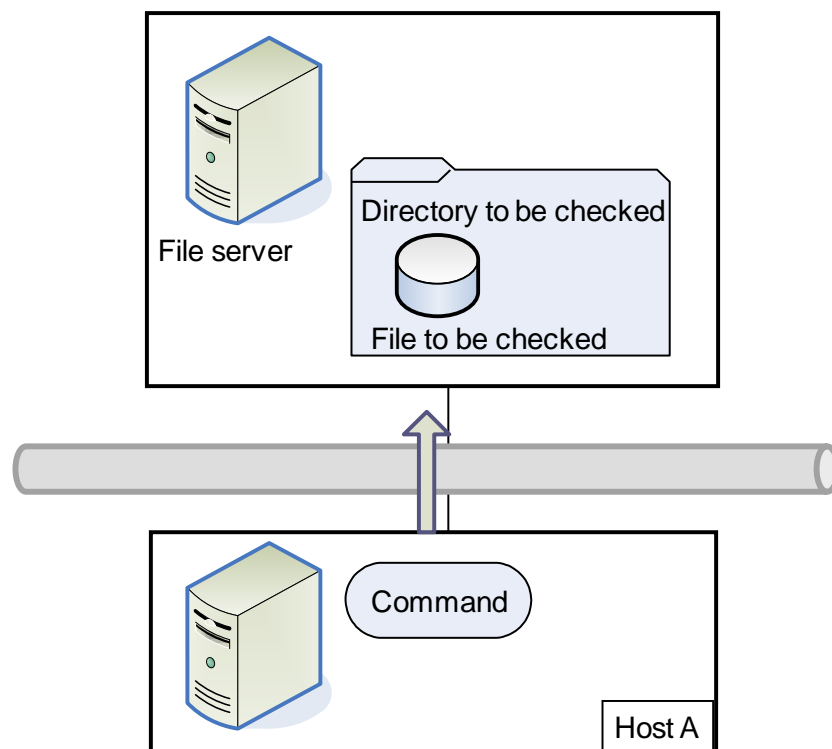 Directory to be checked
File server
File to be checked
Command
Host A